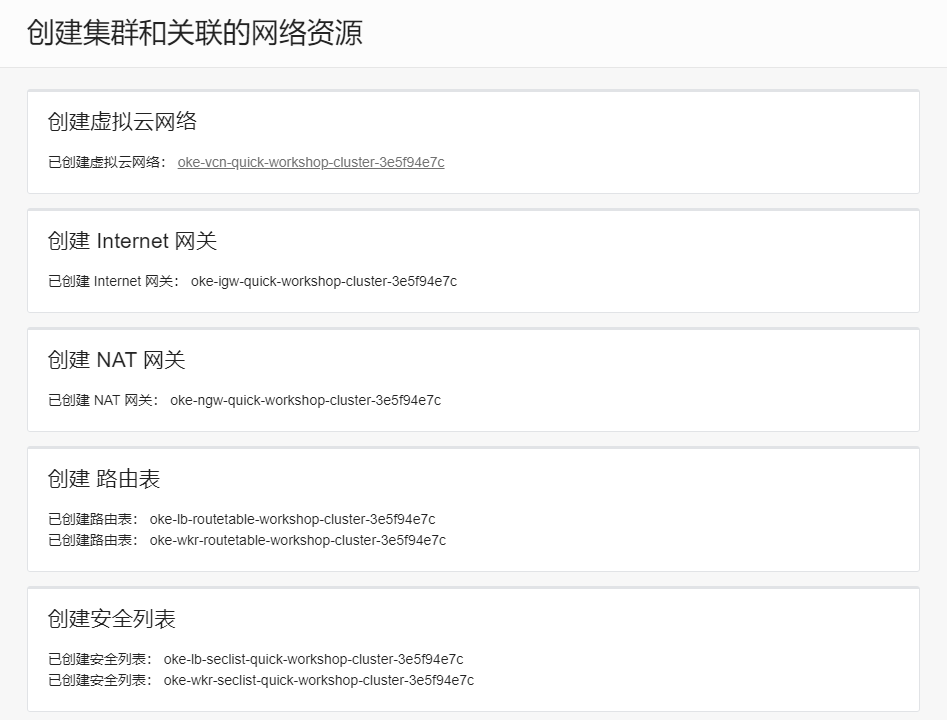 创建集群和关联的网络资源
创建虚拟云网络
已创建虚拟云网络： oke-vcn-quick-workshop-cluster-3e5f94e7c
创建 Internet 网关
已创建 Internet 网关： oke-igw-quick-workshop-cluster-3e5f94e7c
创建 NAT 网关
已创建 NAT 网关： oke-ngw-quick-workshop-cluster-3e5f94e7c
创建 路由表
已创建路由表： oke-lb-routetable-workshop-cluster-3e5f94e7c
已创建路由表： oke-wkr-routetable-workshop-cluster-3e5f94e7c
创建安全列表
已创建安全列表： oke-lb-seclist-quick-workshop-cluster-3e5f94e7c
已创建安全列表： oke-wkr-seclist-quick-workshop-cluster-3e5f94e7c